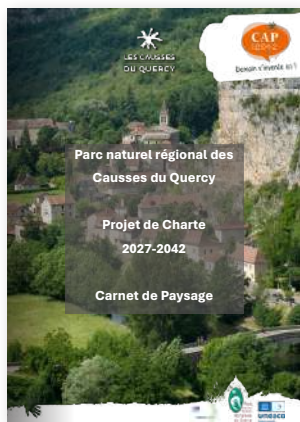 LES CAUSSES
DU QUERCY
CAP
2042
Demain s'invente ici !
Parc naturel régional des
Causses du Quercy
Projet de Charte
2027-2042
Carnet de Paysage
unesco